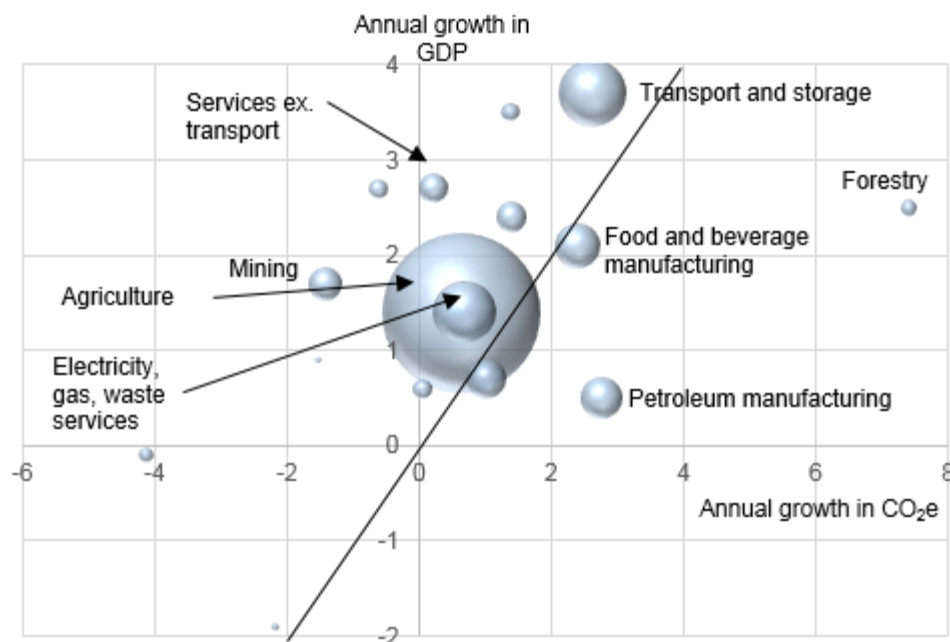 Annual growth in
GDP
4
Services ex.
transport
Transport and storage
3
Forestry
Food and beverage
manufacturing
2
Mining
Agriculture
1
Electricity,
gas, waste
services
Petroleum manufacturing
0
-6
-4
-2
0
2
4
6
8
Annual growth in CO₂e
-1
-2